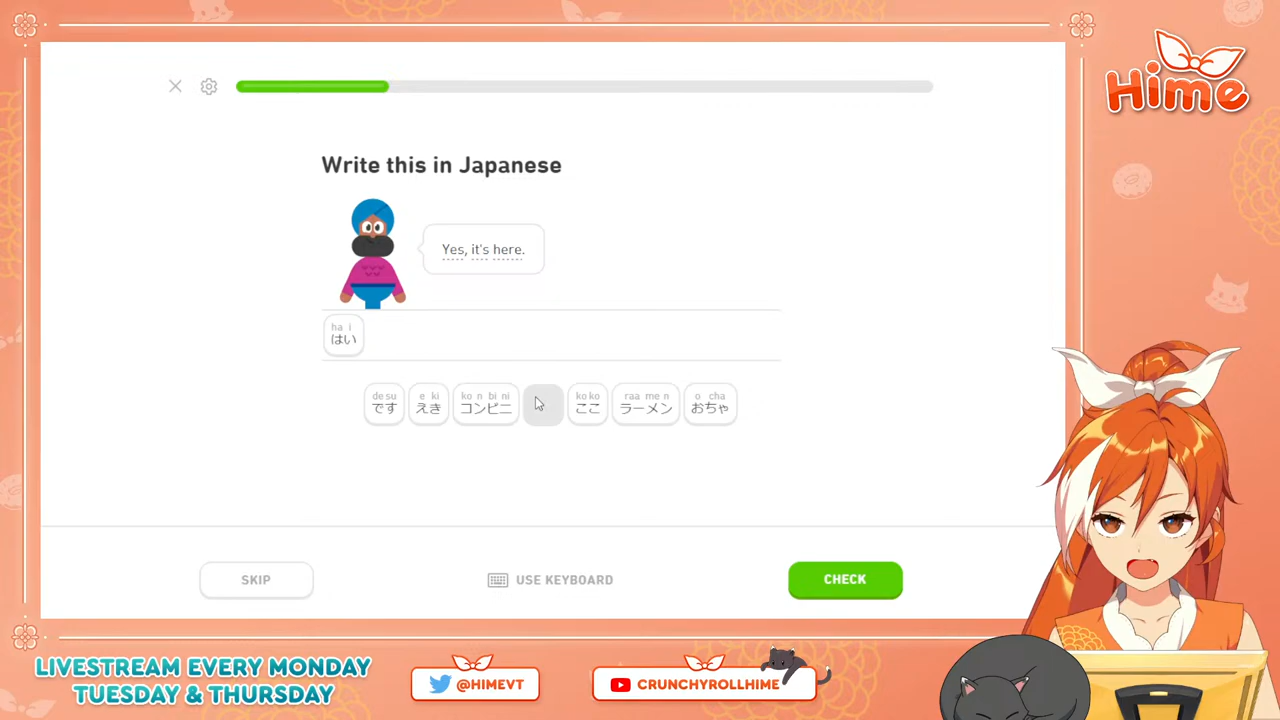 Hime
Write this in Japanese
Yes, it's here.
ha i
はい
de su
です
e ki
えき
ko n bi ni
コンビニ
ko ko
ここ
raa me n
ラーメン
o cha
おちゃ
SKIP
USE KEYBOARD
CHECK
LIVESTREAM EVERY MONDAY
TUESDAY & THURSDAY
@HIMEVT
CRUNCHYROLLHIME